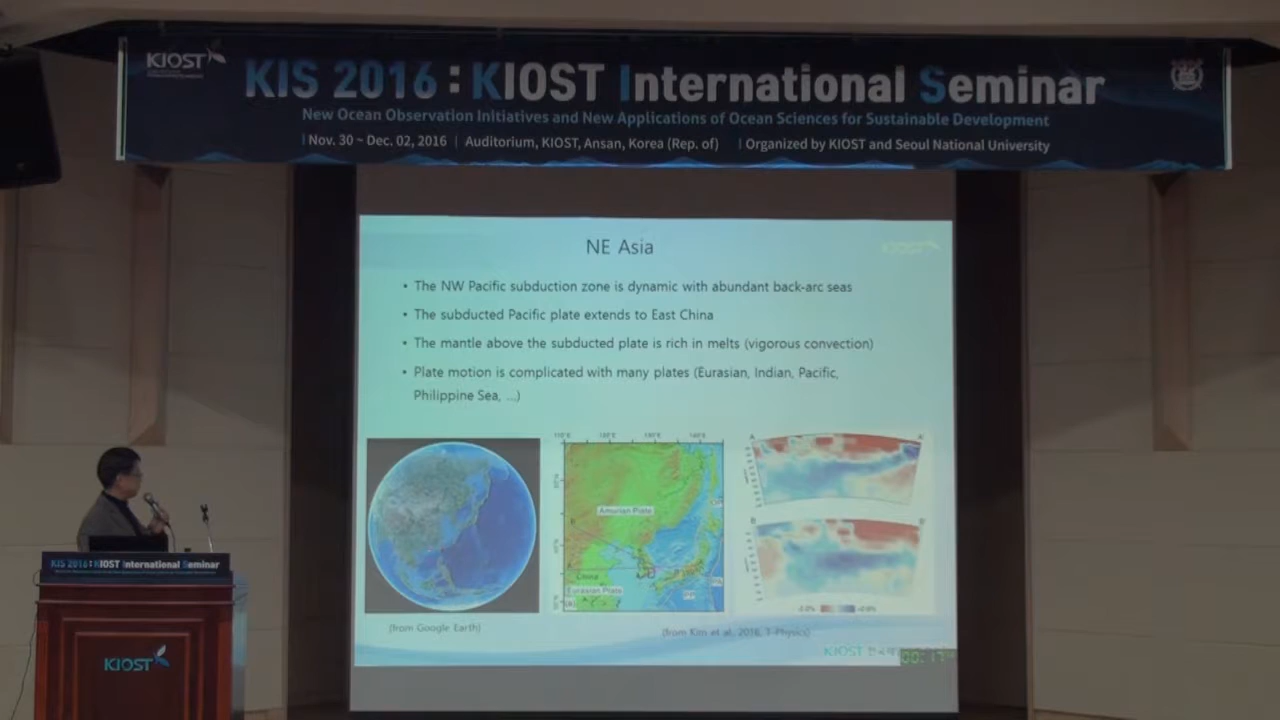 KIOST
KIS 2016 : KIOST International Seminar
New Ocean Observation Initiatives and New Applications of Ocean Sciences for Sustainable Development
Nov. 30 ~ Dec. 02, 2016 | Auditorium, KIOST, Ansan, Korea (Rep. of) | Organized by KIOST and Seoul National University
NE Asia
KIOST
• The NW Pacific subduction zone is dynamic with abundant back-arc seas
• The subducted Pacific plate extends to East China
• The mantle above the subducted plate is rich in melts (vigorous convection)
• Plate motion is complicated with many plates (Eurasian, Indian, Pacific,
Philippine Sea, ...)
Amurian Plate
China
Eurasian Plate
A A'
B B'
(from Google Earth)
(from Kim et al., 2016, T-Physics)
KIOST
KIS 2016 : KIOST International Seminar
KIOST